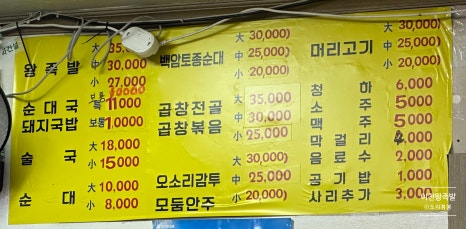 왕족발
大 35,000
中 30,000
小 27,000
순대국 특 11000
돼지국밥 보통 10000
술국
大 18,000
小 15000
순대
大 10,000
小 8,000
백암토종순대
大 30,000)
中 25,000)
小 20,000)
곱창전골
곱창볶음
大 35,000
中 30,000
小 25,000
오소리감투
모둠안주
大 30,000)
中 25,000)
小 20,000)
머리고기
大 30,000)
中 25,000)
小 20,000)
청하 6,000
소주 5000
맥주 5000
막걸리 4,000
음료수 2,000
공기밥 1,000
사리추가 3,000